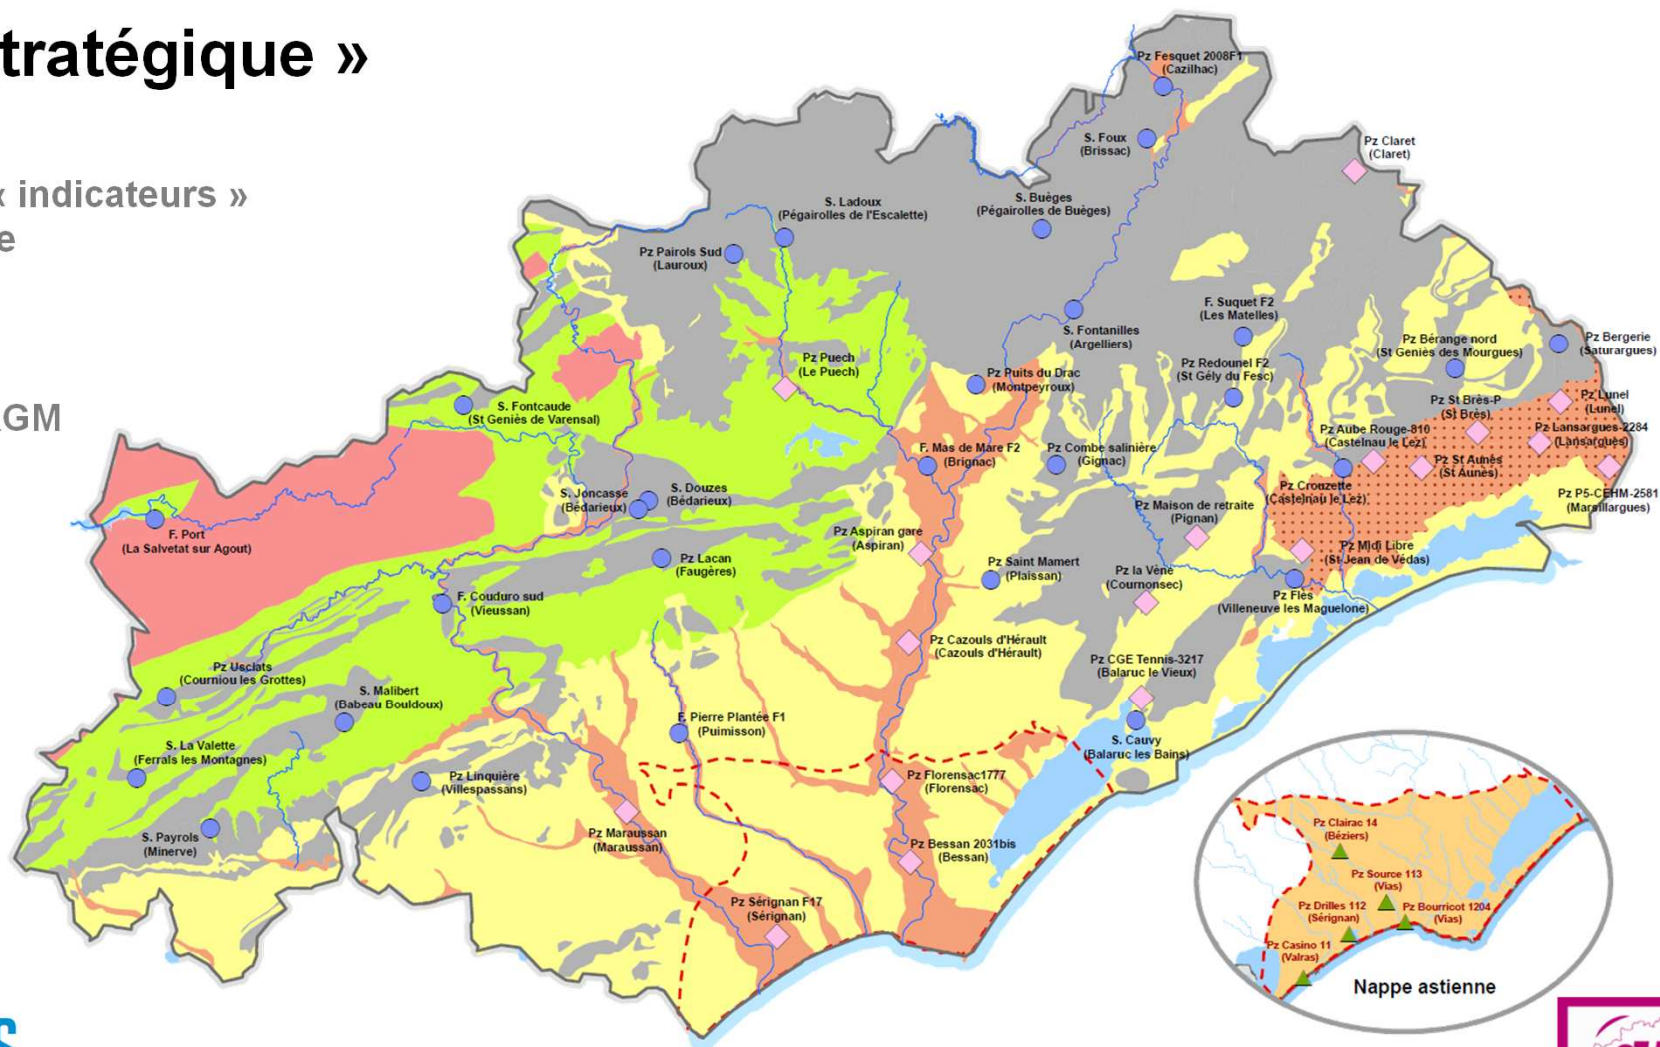 tratégique »
« indicateurs »
e
GM
Pz Fesquet 2008F1
(Cazilhac)
S. Foux
(Brissac)
Pz Claret
(Claret)
S. Buèges
(Pégairolles de Buèges)
S. Ladoux
(Pégairolles de l'Escalette)
Pz Pairols Sud
(Lauroux)
S. Fontanilles
(Argelliers)
F. Suquet F2
(Les Matelles)
Pz Bérange nord
(St Geniès des Mourgues)
Pz Bergerie
(Saturargues)
Pz Puech
(Le Puech)
Pz Puits du Drac
(Montpeyroux)
Pz Redounel F2
(St Gély du Fesc)
Pz St Brès-P
(St Brès)
Pz Lunel
(Lunel)
S. Fontcaude
(St Geniès de Varensal)
Pz Aube Rouge-810
(Castelnau le Lez)
Pz Lansargues-2284
(Lansargues)
F. Mas de Mare F2
(Brignac)
Pz Combe salinière
(Gignac)
Pz St Aunès
(St Aunès)
Pz Crouzette
(Castelnau le Lez)
Pz P5-CEHM-2581
(Marsillargues)
S. Joncasse
(Bédarieux)
S. Douzes
(Bédarieux)
Pz Maison de retraite
(Pignan)
F. Port
(La Salvetat sur Agout)
Pz Aspiran gare
(Aspiran)
Pz Midi Libre
(St Jean de Védas)
Pz Lacan
(Faugères)
Pz Saint Mamert
(Plaissan)
Pz la Vène
(Cournonsec)
F. Couduro sud
(Vieussan)
Pz Flès
(Villeneuve les Maguelone)
Pz Cazouls d'Hérault
(Cazouls d'Hérault)
Pz Usclats
(Courniou les Grottes)
Pz CGE Tennis-3217
(Balaruc le Vieux)
S. Malibert
(Babeau Bouldoux)
F. Pierre Plantée F1
(Puimisson)
S. Cauvy
(Balaruc les Bains)
S. La Valette
(Ferrals les Montagnes)
Pz Linquière
(Villespassans)
Pz Florensac1777
(Florensac)
S. Payrols
(Minerve)
Pz Maraussan
(Maraussan)
Pz Bessan 2031bis
(Bessan)
Pz Sérignan F17
(Sérignan)
Pz Clairac 14
(Béziers)
Pz Source 113
(Vias)
Pz Drilles 112
(Sérignan)
Pz Bourricot 1204
(Vias)
Pz Casino 11
(Valras)
Nappe astienne